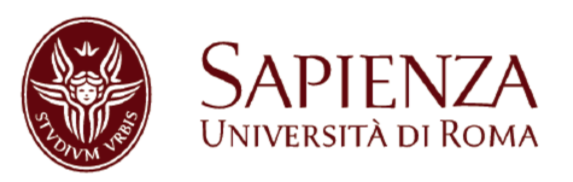 STVDIVM VRBIS
SAPIENZA
UNIVERSITÀ DI ROMA